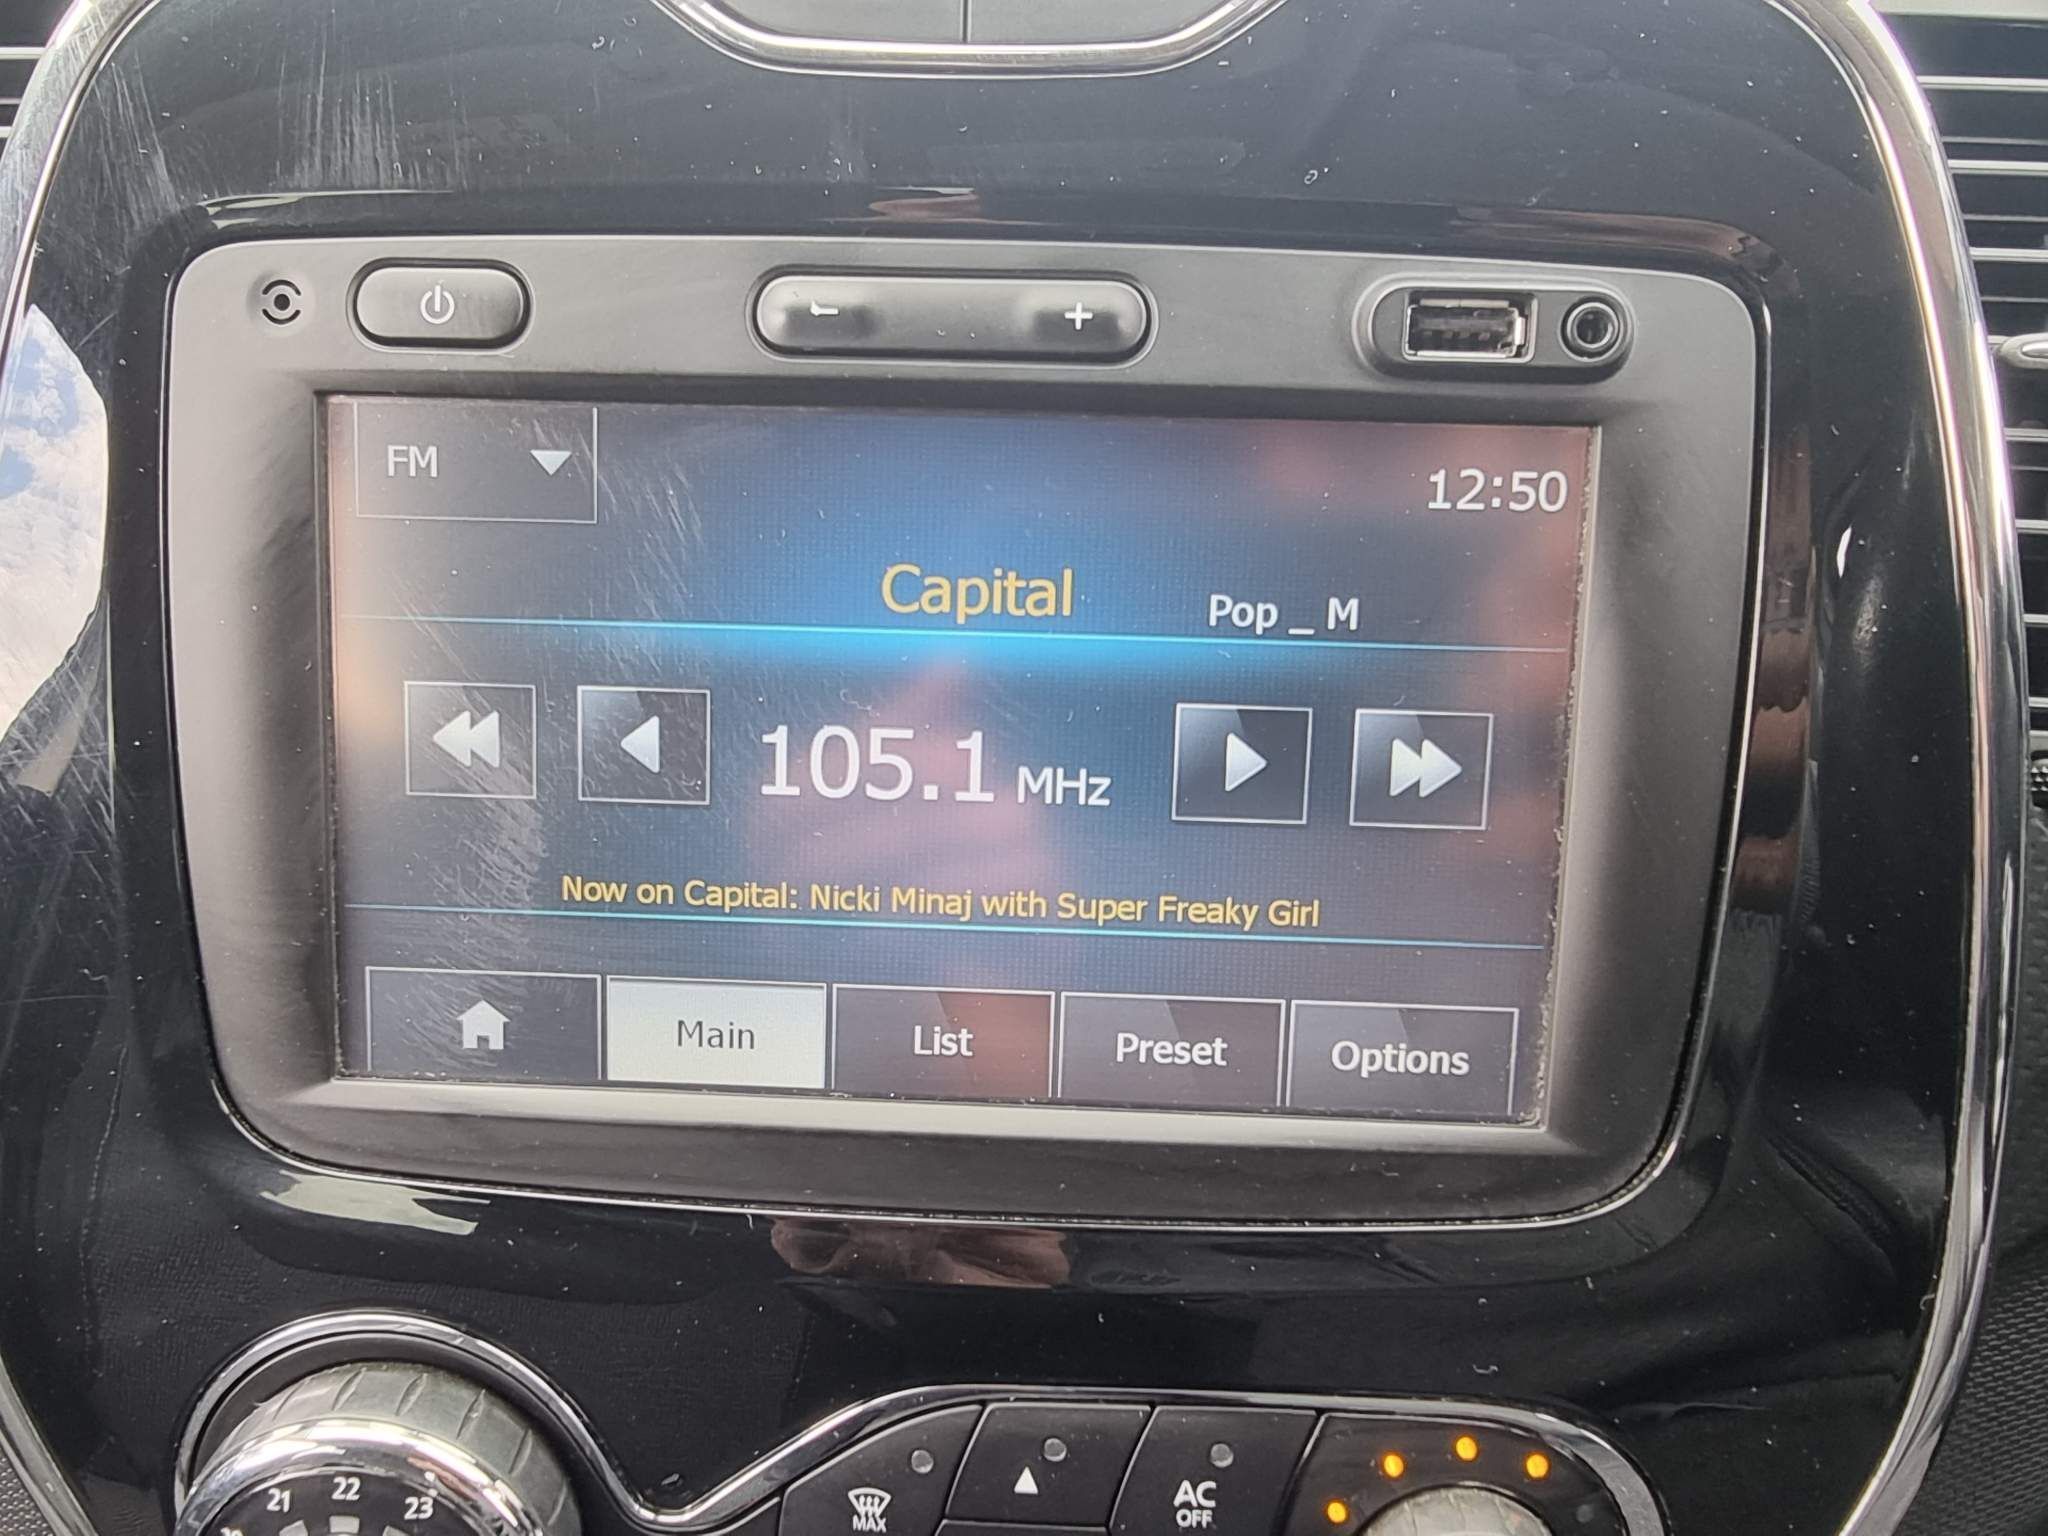 FM
12:50
Capital
Pop _ M
105.1 MHz
Now on Capital: Nicki Minaj with Super Freaky Girl
Main
List
Preset
Options
21 22 23
MAX
AC
OFF